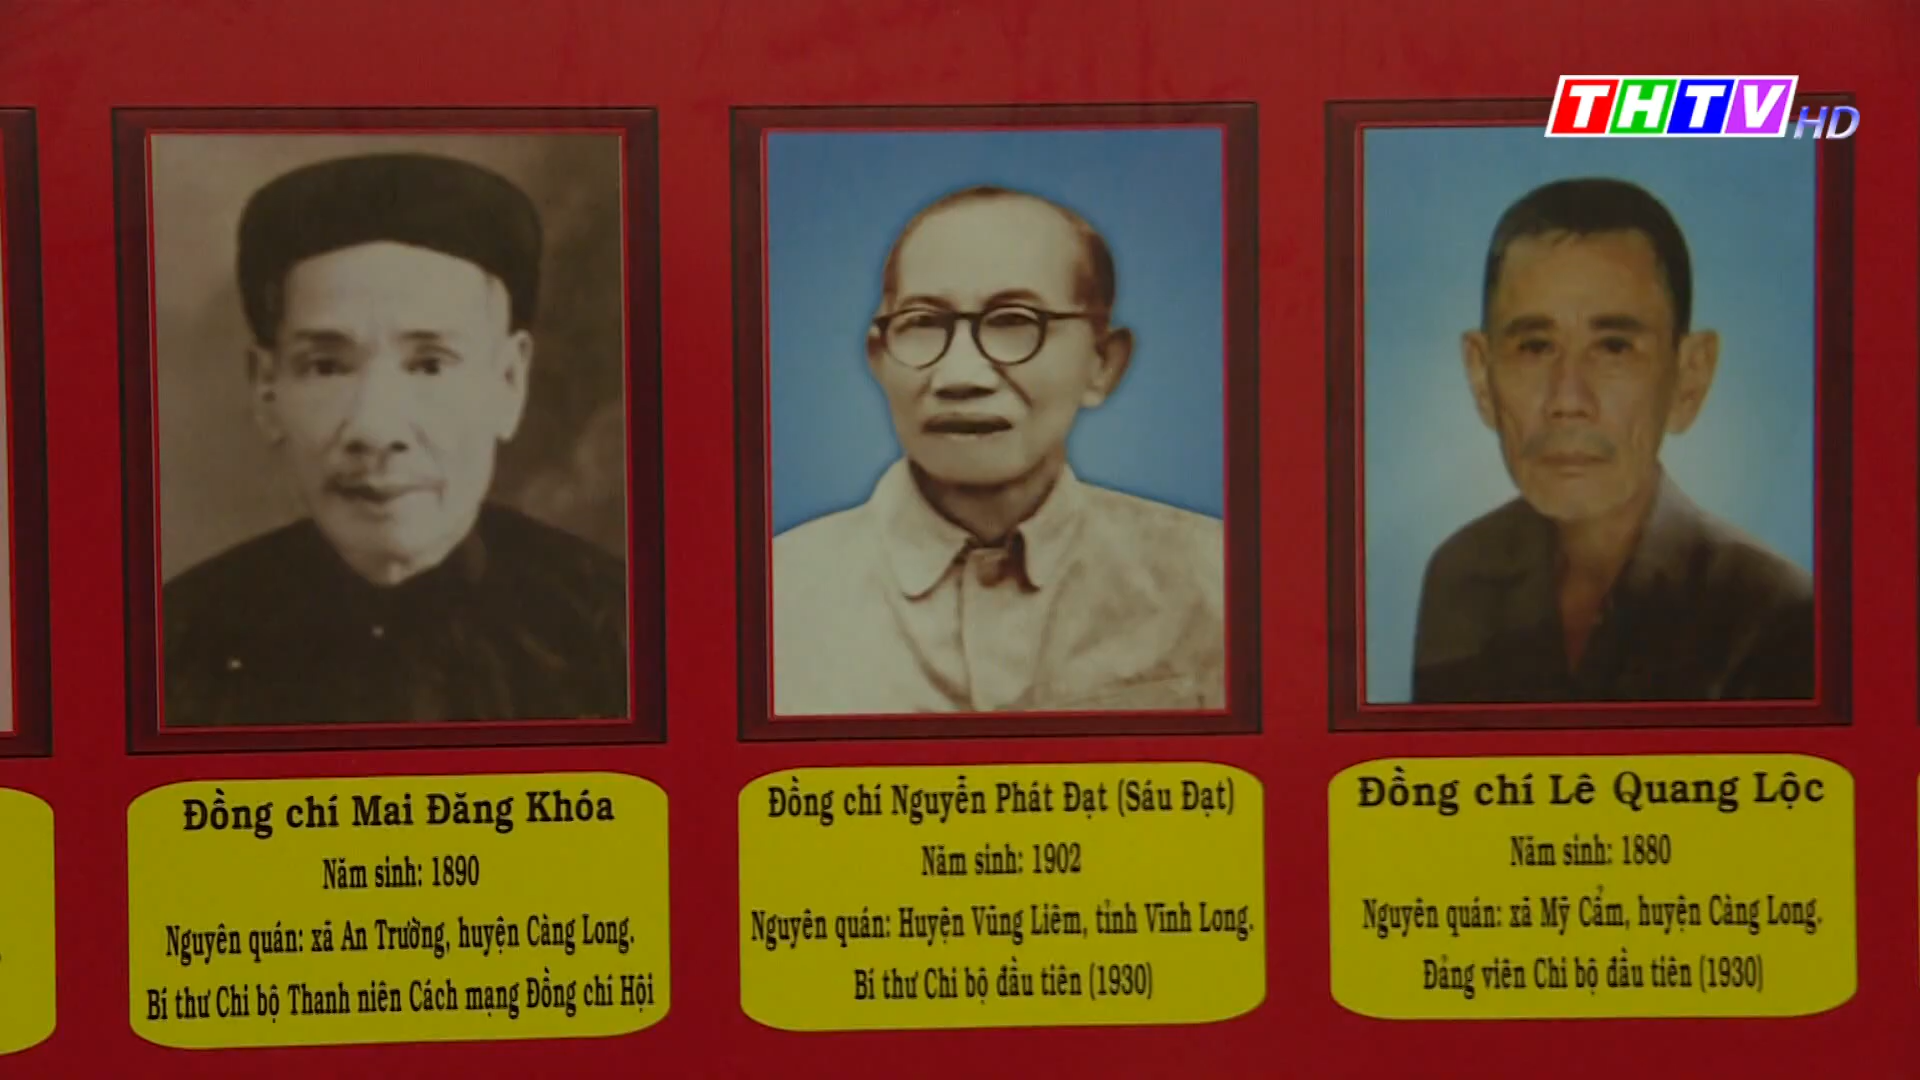 THTV HD
Đồng chí Mai Đăng Khóa
Năm sinh: 1890
Nguyên quán: xã An Trường, huyện Càng Long.
Bí thư Chi bộ Thanh niên Cách mạng Đồng chí Hội
Đồng chí Nguyễn Phát Đạt (Sáu Đạt)
Năm sinh: 1902
Nguyên quán: Huyện Vũng Liêm, tỉnh Vĩnh Long.
Bí thư Chi bộ đầu tiên (1930)
Đồng chí Lê Quang Lộc
Năm sinh: 1880
Nguyên quán: xã Mỹ Cẩm, huyện Càng Long.
Đảng viên Chi bộ đầu tiên (1930)